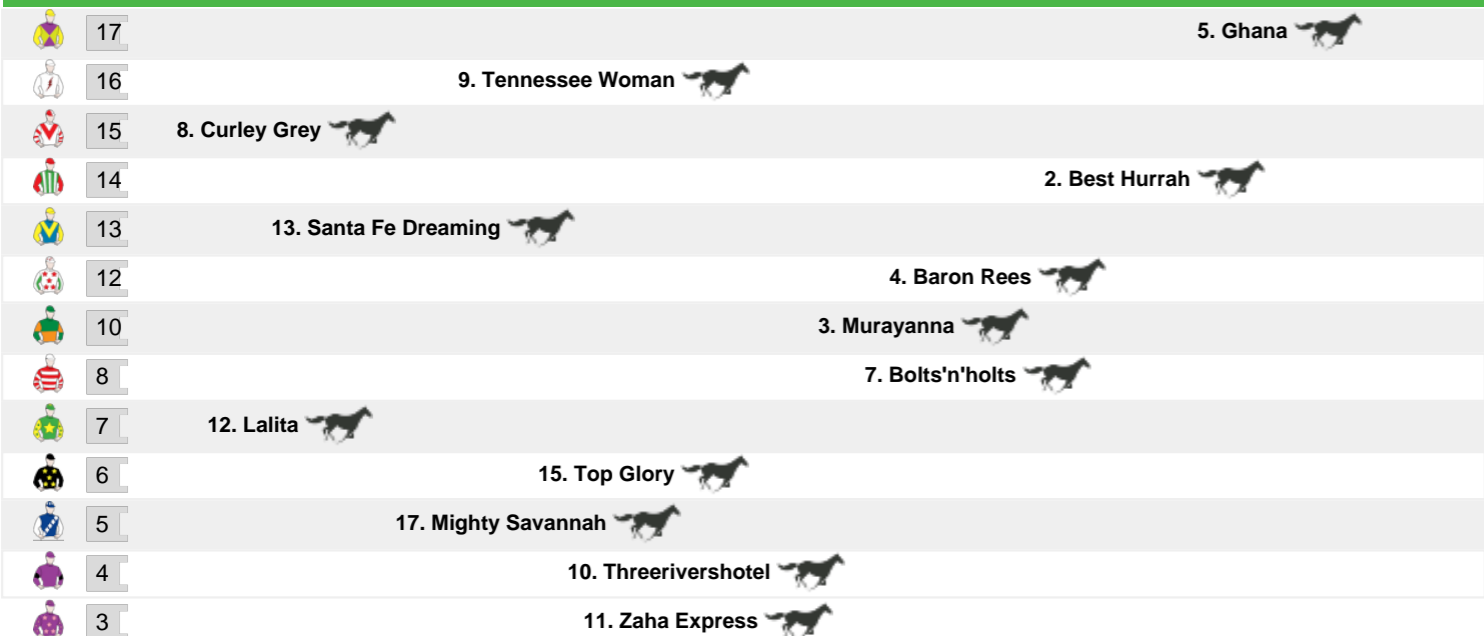 17 5. Ghana
16 9. Tennessee Woman
15 8. Curley Grey
14 2. Best Hurrah
13 13. Santa Fe Dreaming
12 4. Baron Rees
10 3. Murayanna
8 7. Bolts'n'holts
7 12. Lalita
6 15. Top Glory
5 17. Mighty Savannah
4 10. Threerivershotel
3 11. Zaha Express